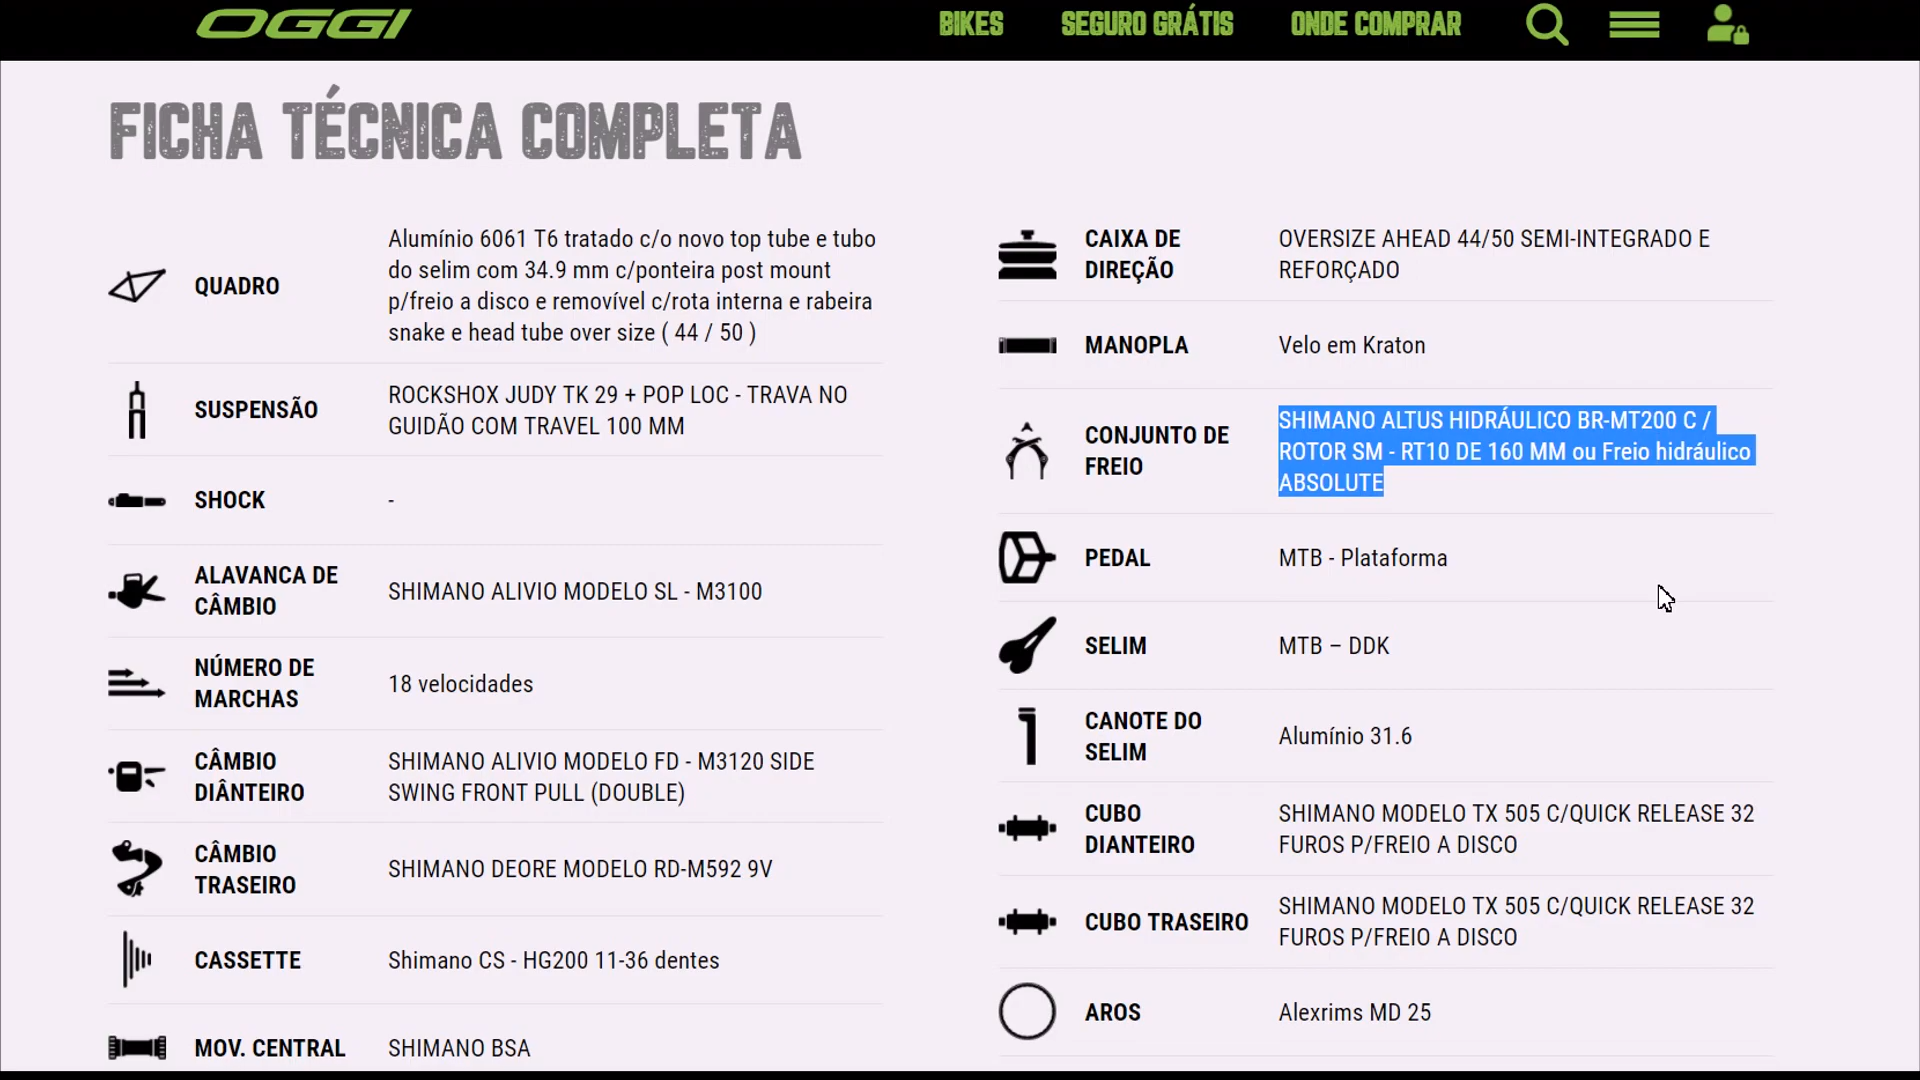 OGGI
BIKES
SEGURO GRÁTIS
ONDE COMPRAR
FICHA TÉCNICA COMPLETA
QUADRO
Alumínio 6061 T6 tratado c/o novo top tube e tubo
do selim com 34.9 mm c/ponteira post mount
p/freio a disco e removível c/rota interna e rabeira
snake e head tube over size ( 44 / 50 )
SUSPENSÃO
ROCKSHOX JUDY TK 29 + POP LOC - TRAVA NO
GUIDÃO COM TRAVEL 100 MM
SHOCK
-
ALAVANCA DE
CÂMBIO
SHIMANO ALIVIO MODELO SL - M3100
NÚMERO DE
MARCHAS
18 velocidades
CÂMBIO
DIÂNTEIRO
SHIMANO ALIVIO MODELO FD - M3120 SIDE
SWING FRONT PULL (DOUBLE)
CÂMBIO
TRASEIRO
SHIMANO DEORE MODELO RD-M592 9V
CASSETTE
Shimano CS - HG200 11-36 dentes
MOV. CENTRAL
SHIMANO BSA
CAIXA DE
DIREÇÃO
OVERSIZE AHEAD 44/50 SEMI-INTEGRADO E
REFORÇADO
MANOPLA
Velo em Kraton
CONJUNTO DE
FREIO
SHIMANO ALTUS HIDRÁULICO BR-MT200 C /
ROTOR SM - RT10 DE 160 MM ou Freio hidráulico
ABSOLUTE
PEDAL
MTB - Plataforma
SELIM
MTB – DDK
CANOTE DO
SELIM
Alumínio 31.6
CUBO
DIANTEIRO
SHIMANO MODELO TX 505 C/QUICK RELEASE 32
FUROS P/FREIO A DISCO
CUBO TRASEIRO
SHIMANO MODELO TX 505 C/QUICK RELEASE 32
FUROS P/FREIO A DISCO
AROS
Alexrims MD 25